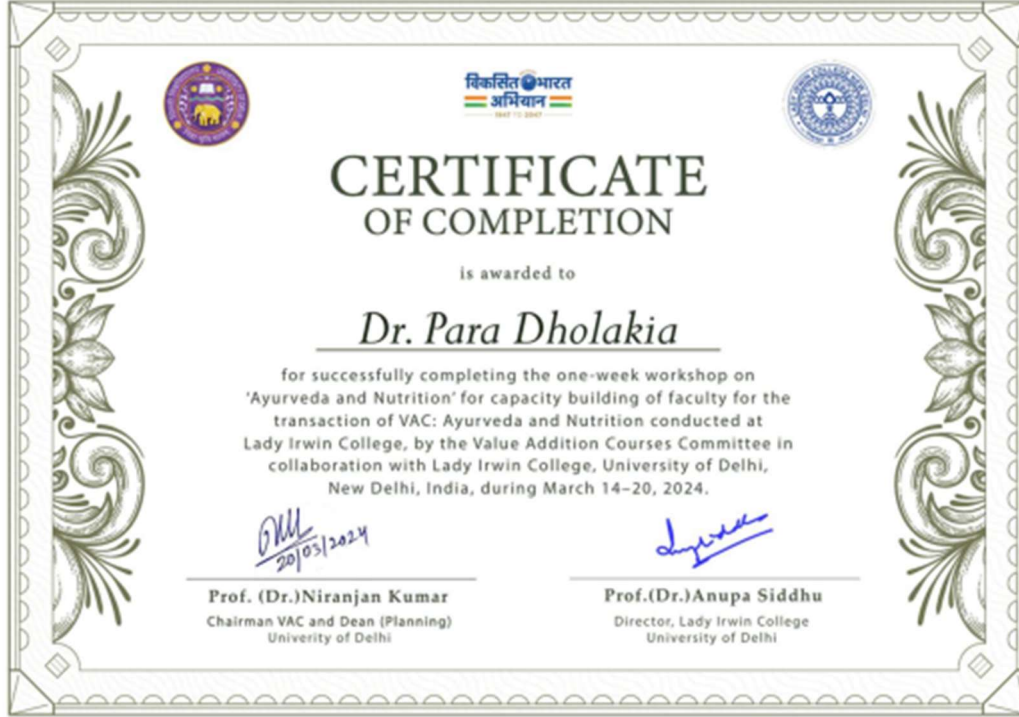 विकसित भारत
अभियान
1947 TO 2047
CERTIFICATE
OF COMPLETION
is awarded to
Dr. Para Dholakia
for successfully completing the one-week workshop on
'Ayurveda and Nutrition' for capacity building of faculty for the
transaction of VAC: Ayurveda and Nutrition conducted at
Lady Irwin College, by the Value Addition Courses Committee in
collaboration with Lady Irwin College, University of Delhi,
New Delhi, India, during March 14–20, 2024.
20/03/2024
Prof. (Dr.)Niranjan Kumar
Chairman VAC and Dean (Planning)
Univerity of Delhi
Prof.(Dr.)Anupa Siddhu
Director, Lady Irwin College
University of Delhi